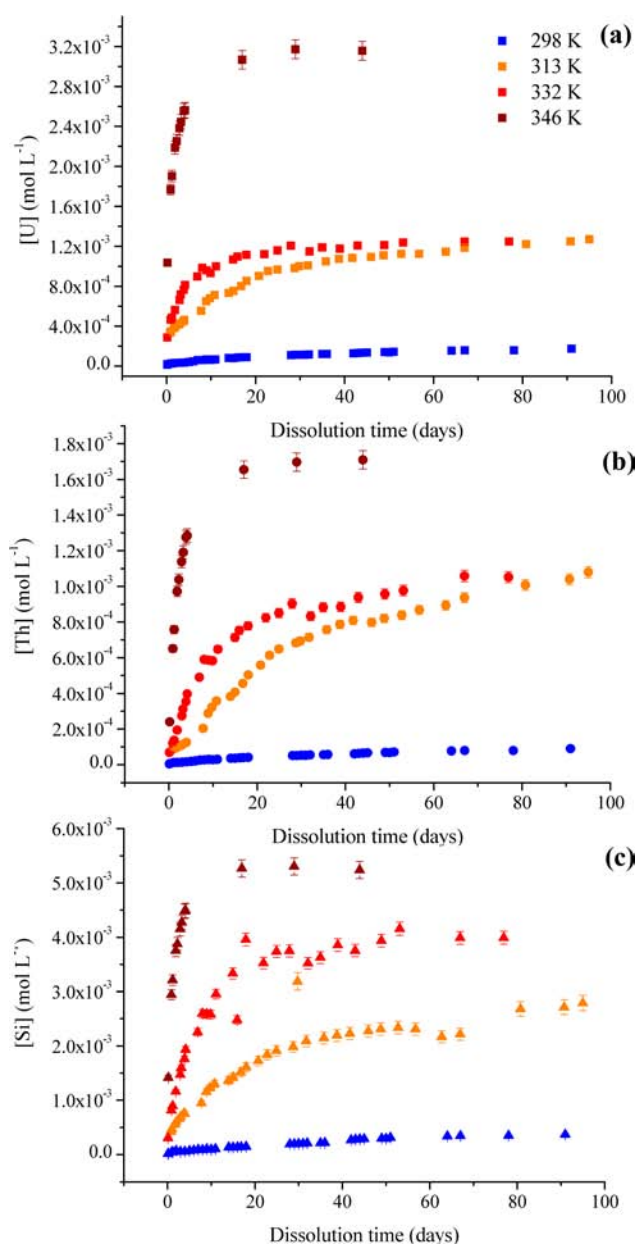 (a)
298 K
313 K
332 K
346 K
3.2x10⁻³
2.8x10⁻³
2.4x10⁻³
2.0x10⁻³
1.6x10⁻³
1.2x10⁻³
8.0x10⁻⁴
4.0x10⁻⁴
0.0
[U] (mol L⁻¹)
0 20 40 60 80 100
Dissolution time (days)
(b)
1.8x10⁻³
1.6x10⁻³
1.4x10⁻³
1.2x10⁻³
1.0x10⁻³
8.0x10⁻⁴
6.0x10⁻⁴
4.0x10⁻⁴
2.0x10⁻⁴
0.0
[Th] (mol L⁻¹)
0 20 40 60 80 100
Dissolution time (days)
(c)
6.0x10⁻³
5.0x10⁻³
4.0x10⁻³
3.0x10⁻³
2.0x10⁻³
1.0x10⁻³
0.0
[Si] (mol L⁻¹)
0 20 40 60 80 100
Dissolution time (days)